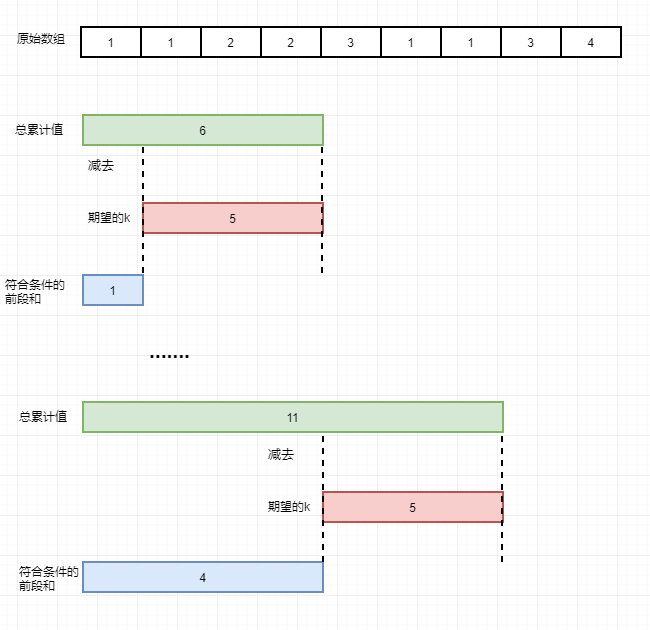 原始数组 1 1 2 2 3 1 1 3 4
总累计值 6
减去
期望的k 5
符合条件的
前段和
1
.......
总累计值 11
减去
期望的k 5
符合条件的
前段和
4